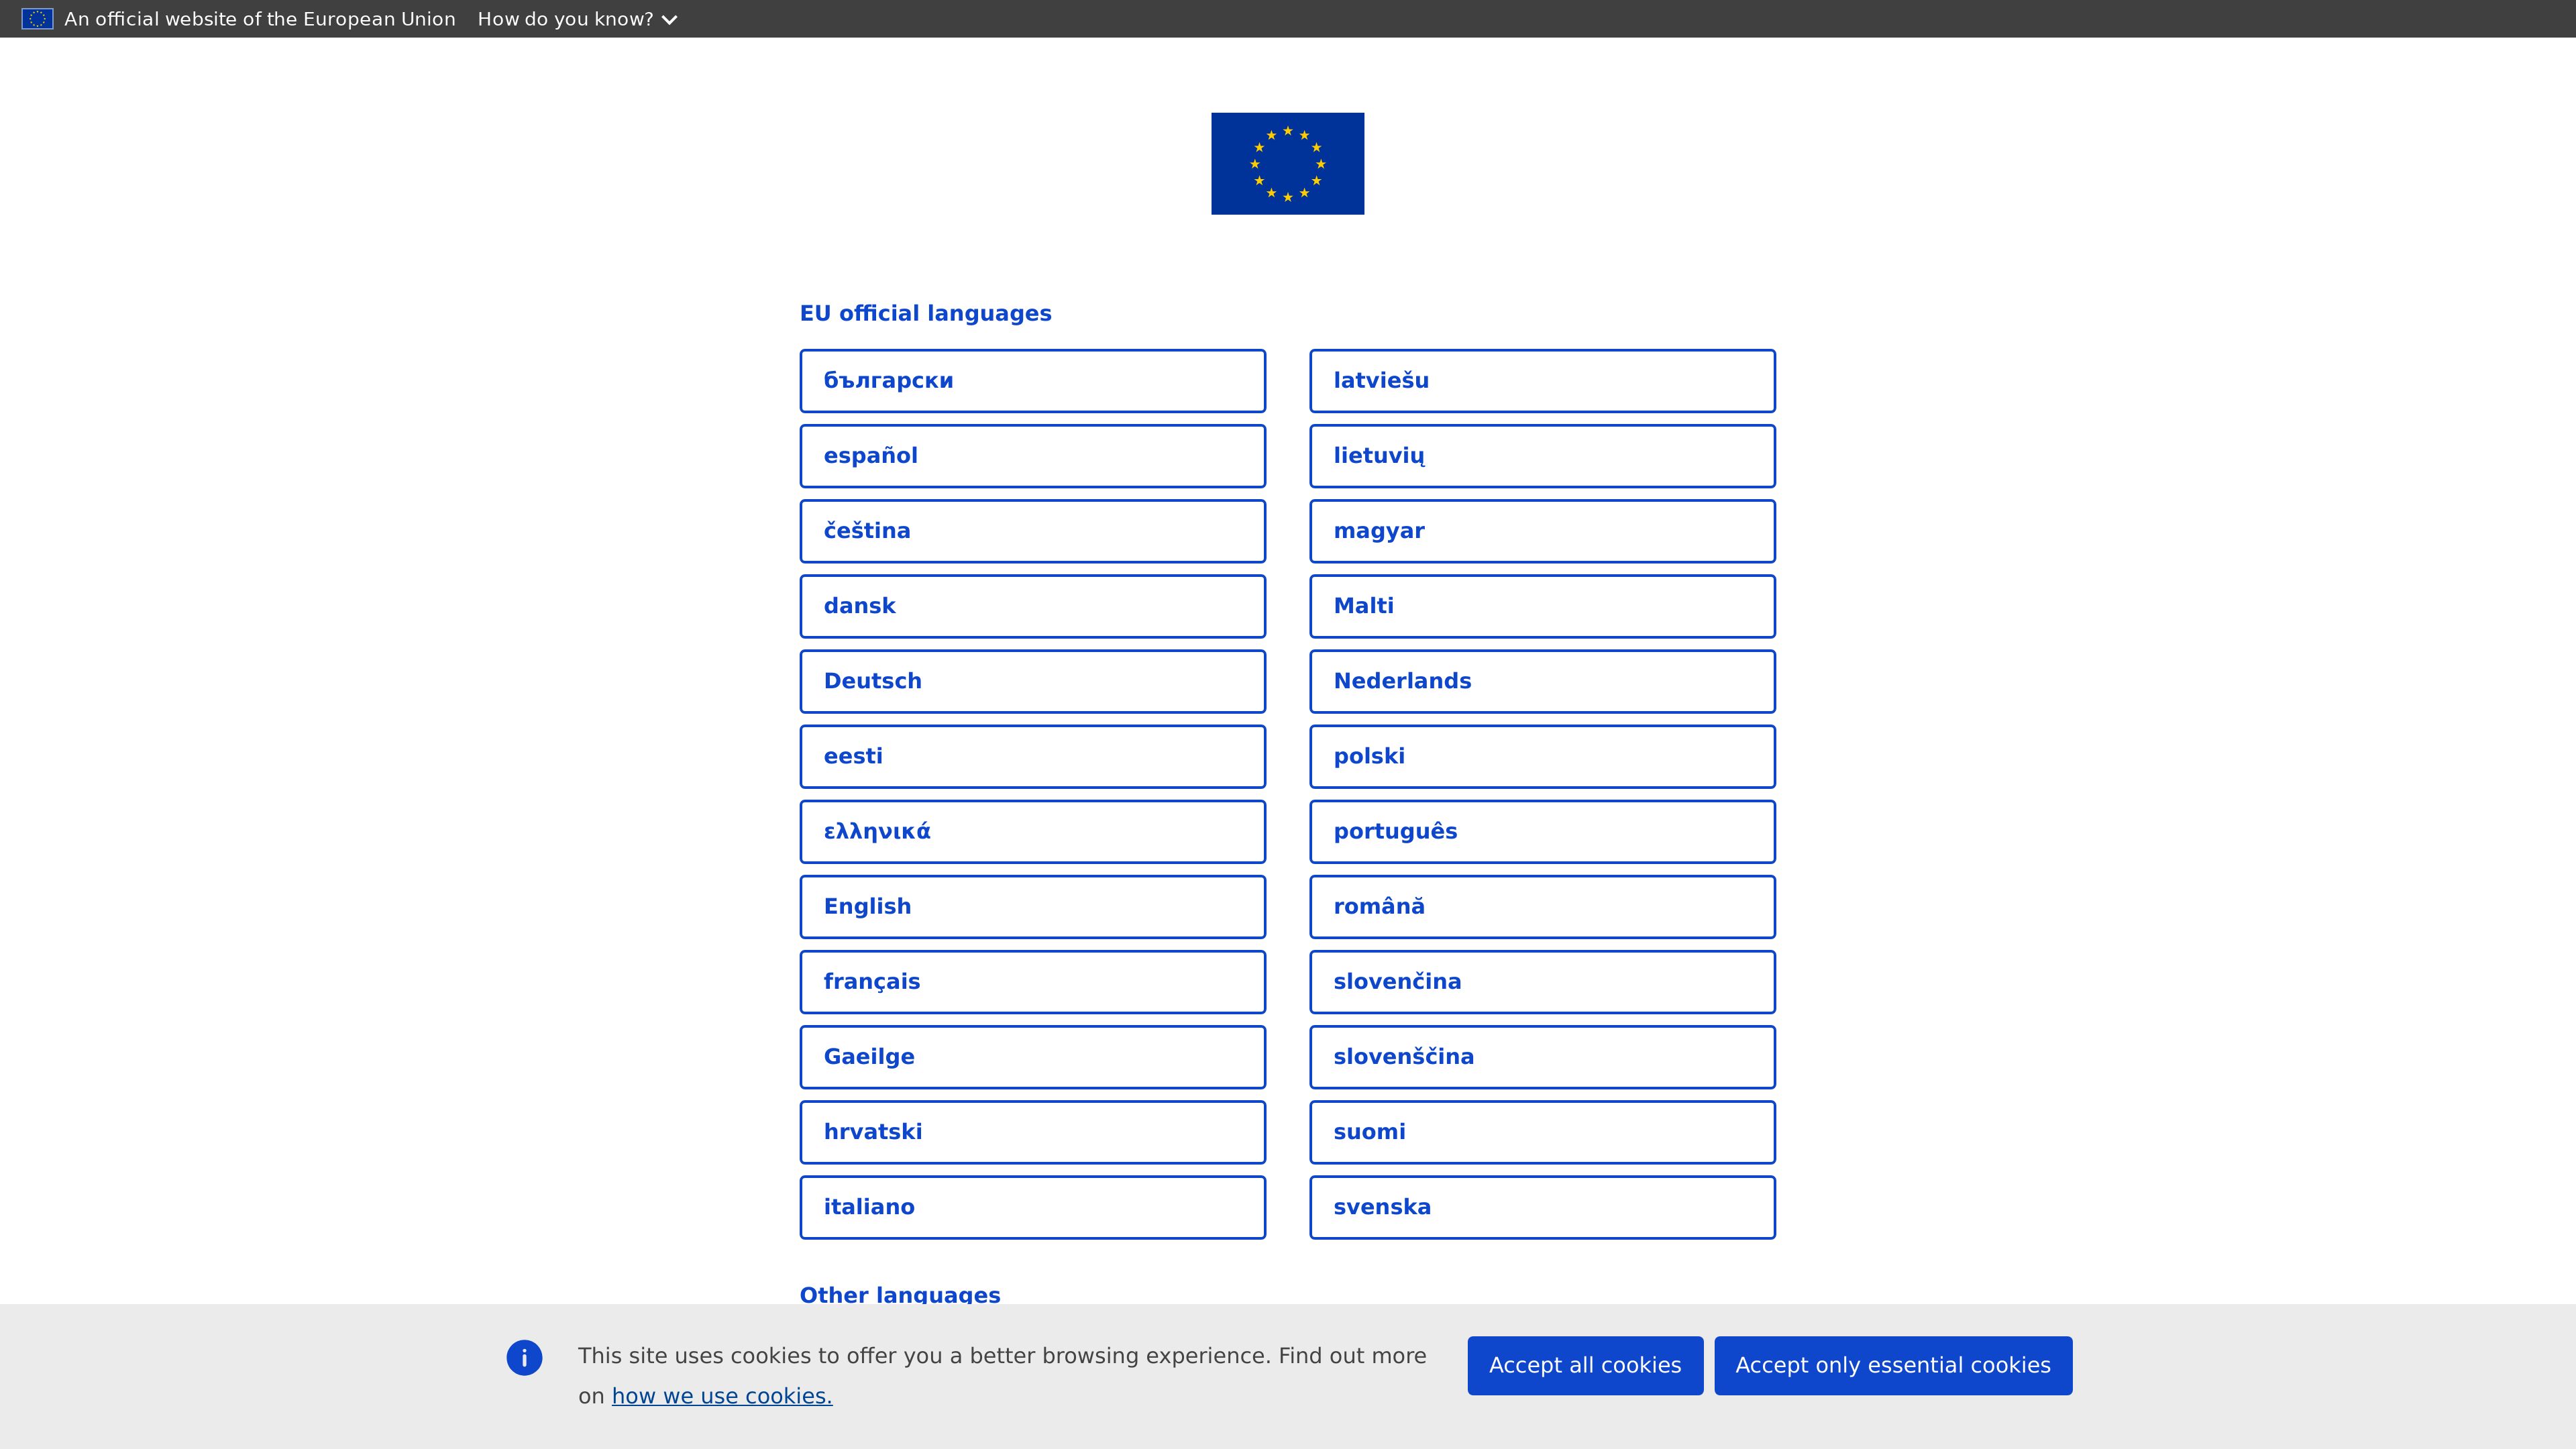 An official website of the European Union How do you know?
EU official languages
български
español
čeština
dansk
Deutsch
eesti
ελληνικά
English
français
Gaeilge
hrvatski
italiano
latviešu
lietuvių
magyar
Malti
Nederlands
polski
português
română
slovenčina
slovenščina
suomi
svenska
Other languages
This site uses cookies to offer you a better browsing experience. Find out more
on how we use cookies.
Accept all cookies
Accept only essential cookies